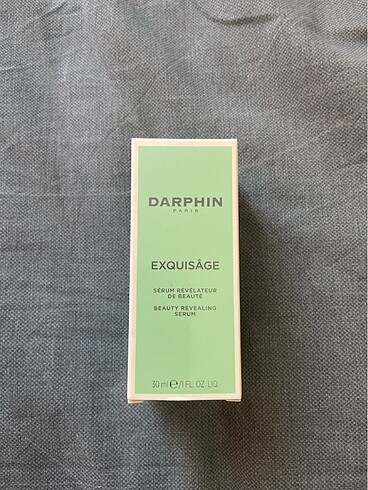 DARPHIN
PARIS
EXQUISÂGE
SÉRUM RÉVÉLATEUR
DE BEAUTÉ
BEAUTY REVEALING
SERUM
30 ml ℮/1 FL. OZ. LIQ.